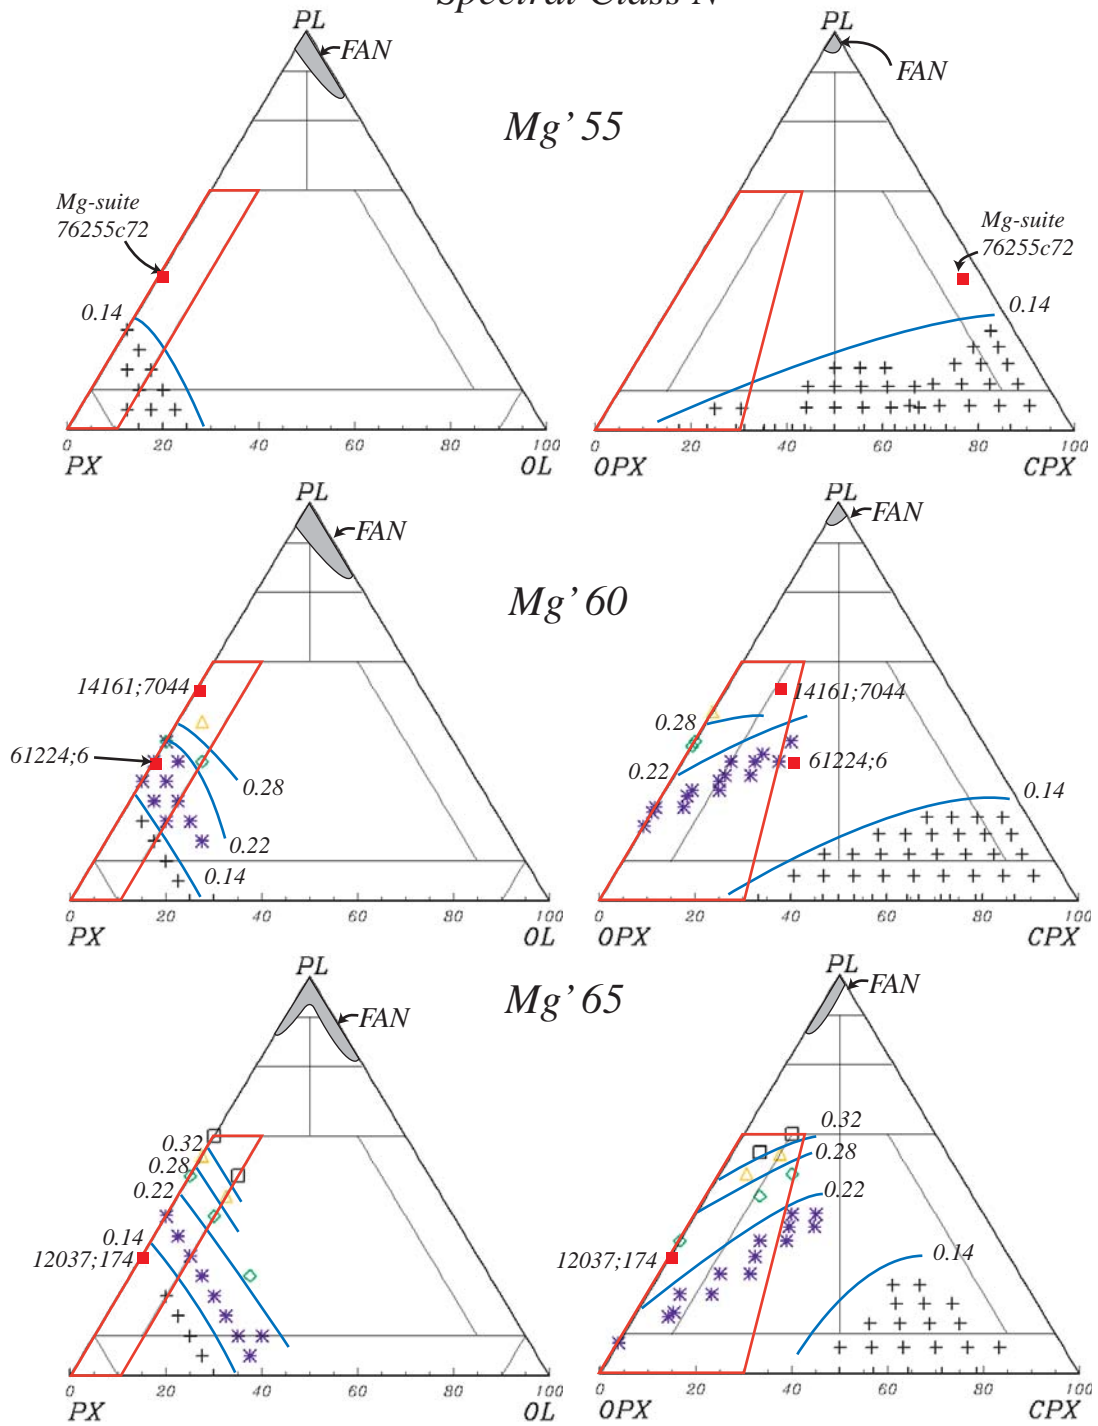 Spectral Class N
PL
FAN
Mg' 55
PL
FAN
Mg-suite
76255c72
0.14
0 20 40 60 80 100
PX OL
Mg-suite
76255c72
0.14
0 20 40 60 80 100
OPX CPX
PL
FAN
Mg' 60
PL
FAN
14161;7044
61224;6
0.28
0.22
0.14
0 20 40 60 80 100
PX OL
14161;7044
0.28
0.22
61224;6
0.14
0 20 40 60 80 100
OPX CPX
PL
FAN
Mg' 65
PL
FAN
0.32
0.28
0.22
0.14
12037;174
0 20 40 60 80 100
PX OL
0.32
0.28
0.22
12037;174
0.14
0 20 40 60 80 100
OPX CPX